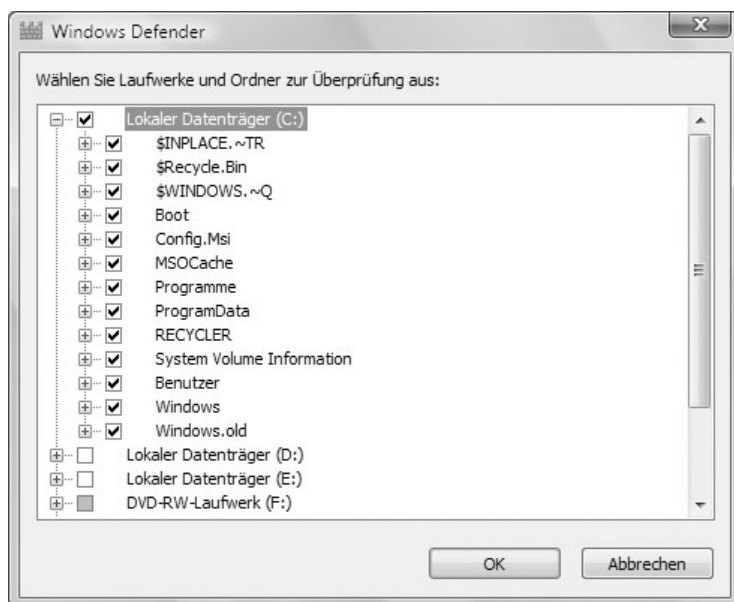 Windows Defender
Wählen Sie Laufwerke und Ordner zur Überprüfung aus:
Lokaler Datenträger (C:)
$INPLACE.~TR
$Recycle.Bin
$WINDOWS.~Q
Boot
Config.Msi
MSOCache
Programme
ProgramData
RECYCLER
System Volume Information
Benutzer
Windows
Windows.old
Lokaler Datenträger (D:)
Lokaler Datenträger (E:)
DVD-RW-Laufwerk (F:)
OK Abbrechen